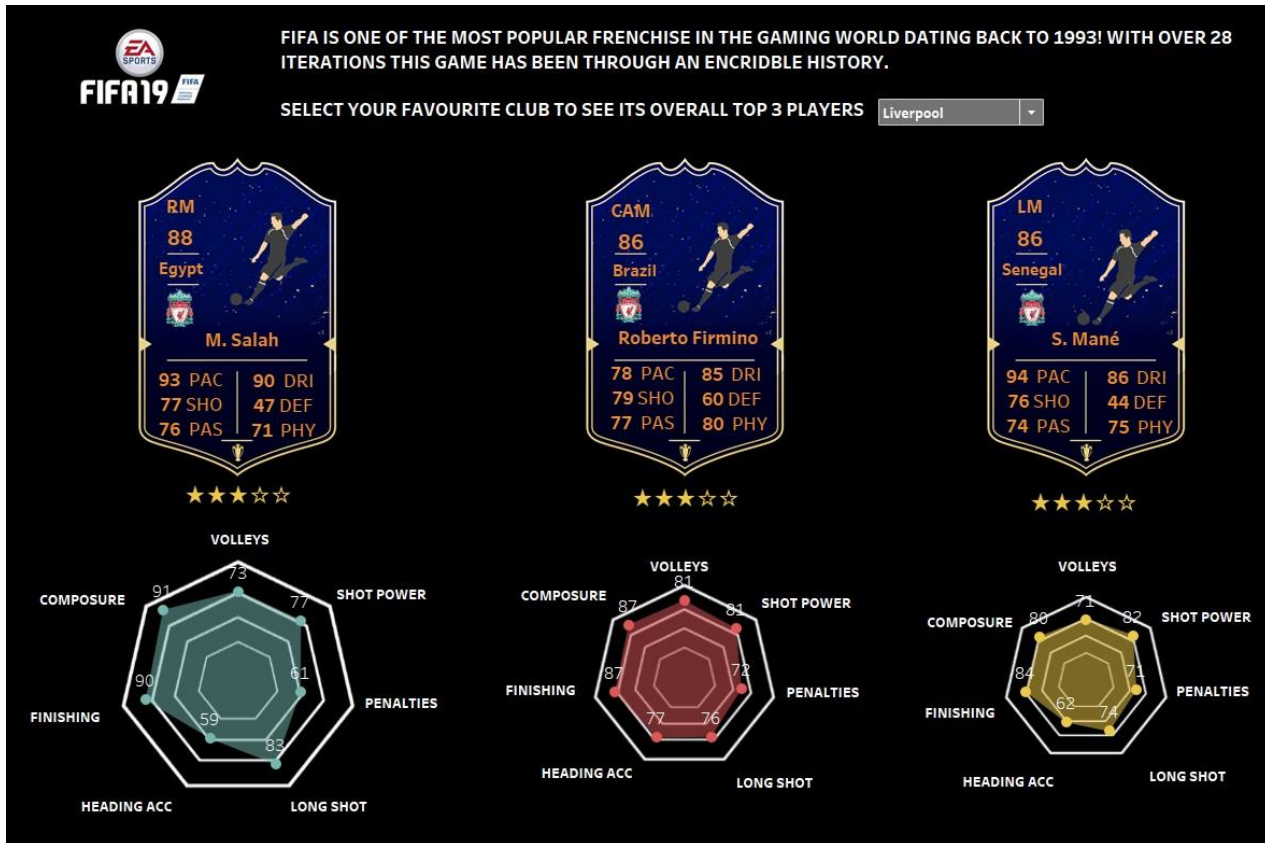 EA
SPORTS
FIFA19
FIFA
FIFA IS ONE OF THE MOST POPULAR FRENCHISE IN THE GAMING WORLD DATING BACK TO 1993! WITH OVER 28
ITERATIONS THIS GAME HAS BEEN THROUGH AN ENCRIDBLE HISTORY.
SELECT YOUR FAVOURITE CLUB TO SEE ITS OVERALL TOP 3 PLAYERS Liverpool
RM
88
Egypt
M. Salah
93 PAC 90 DRI
77 SHO 47 DEF
76 PAS 71 PHY
CAM
86
Brazil
Roberto Firmino
78 PAC 85 DRI
79 SHO 60 DEF
77 PAS 80 PHY
LM
86
Senegal
S. Mané
94 PAC 86 DRI
76 SHO 44 DEF
74 PAS 75 PHY
VOLLEYS
73
SHOT POWER
77
PENALTIES
61
LONG SHOT
83
HEADING ACC
59
FINISHING
90
COMPOSURE
91
VOLLEYS
81
SHOT POWER
81
PENALTIES
72
LONG SHOT
76
HEADING ACC
77
FINISHING
87
COMPOSURE
87
VOLLEYS
71
SHOT POWER
82
PENALTIES
71
LONG SHOT
74
HEADING ACC
62
FINISHING
84
COMPOSURE
80